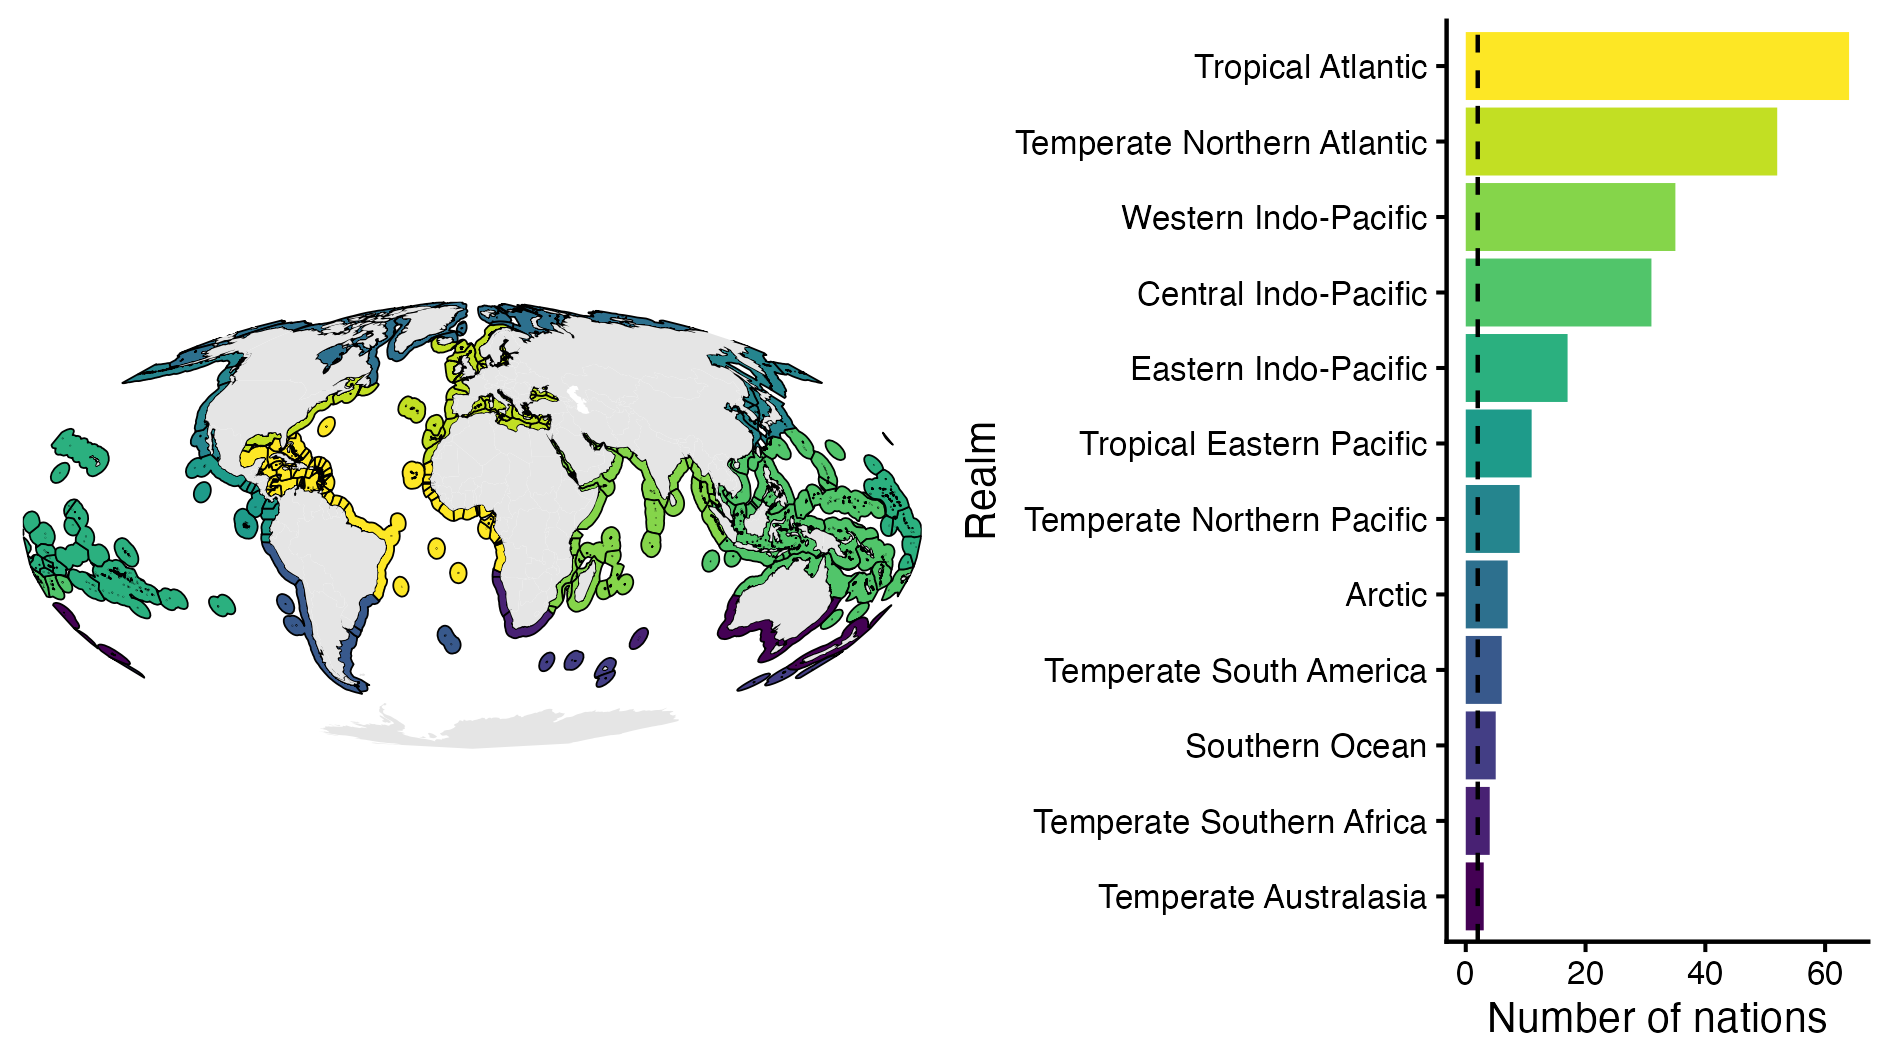 Tropical Atlantic
Temperate Northern Atlantic
Western Indo-Pacific
Central Indo-Pacific
Eastern Indo-Pacific
Tropical Eastern Pacific
Temperate Northern Pacific
Arctic
Temperate South America
Southern Ocean
Temperate Southern Africa
Temperate Australasia
Realm
0 20 40 60
Number of nations